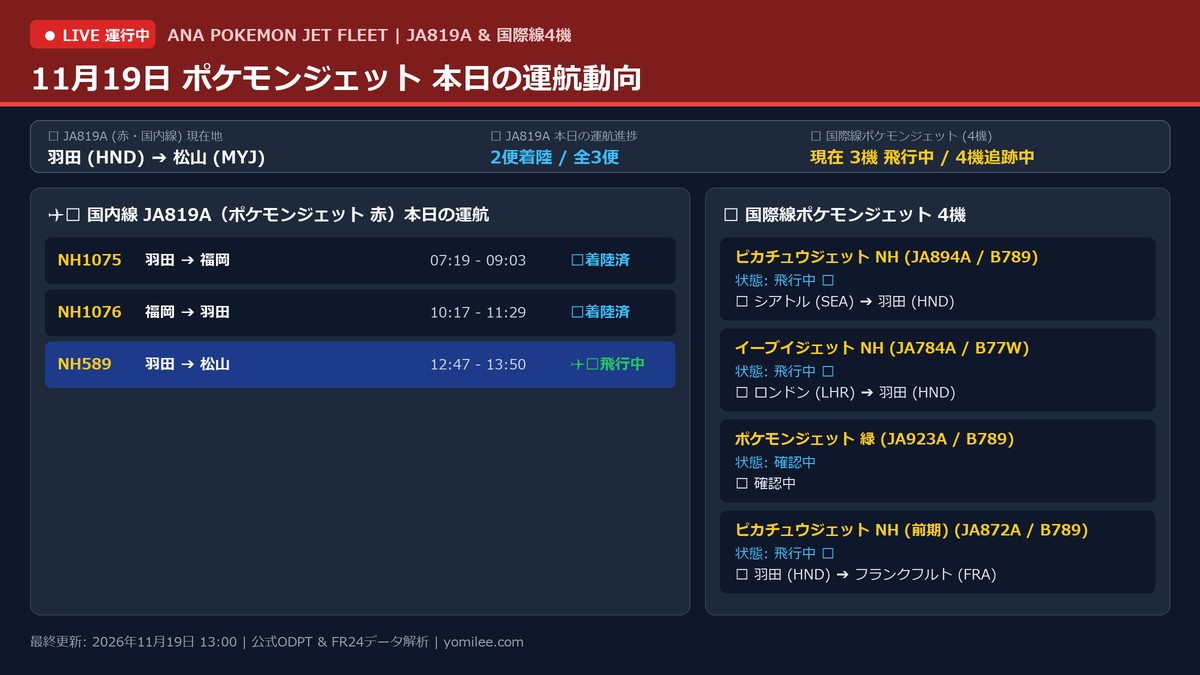 ● LIVE 運行中 ANA POKEMON JET FLEET | JA819A & 国際線4機
11月19日 ポケモンジェット 本日の運航動向
□ JA819A (赤・国内線) 現在地
羽田 (HND) → 松山 (MYJ)
□ JA819A 本日の運航進捗
2便着陸 / 全3便
□ 国際線ポケモンジェット (4機)
現在 3機 飛行中 / 4機追跡中
✈□ 国内線 JA819A（ポケモンジェット 赤）本日の運航
NH1075 羽田 → 福岡 07:19 - 09:03 □着陸済
NH1076 福岡 → 羽田 10:17 - 11:29 □着陸済
NH589 羽田 → 松山 12:47 - 13:50 ✈□飛行中
□ 国際線ポケモンジェット 4機
ピカチュウジェット NH (JA894A / B789)
状態: 飛行中 □
□ シアトル (SEA) → 羽田 (HND)
イーブイジェット NH (JA784A / B77W)
状態: 飛行中 □
□ ロンドン (LHR) → 羽田 (HND)
ポケモンジェット 緑 (JA923A / B789)
状態: 確認中
□ 確認中
ピカチュウジェット NH (前期) (JA872A / B789)
状態: 飛行中 □
□ 羽田 (HND) → フランクフルト (FRA)
最終更新: 2026年11月19日 13:00 | 公式ODPT & FR24データ解析 | yomilee.com